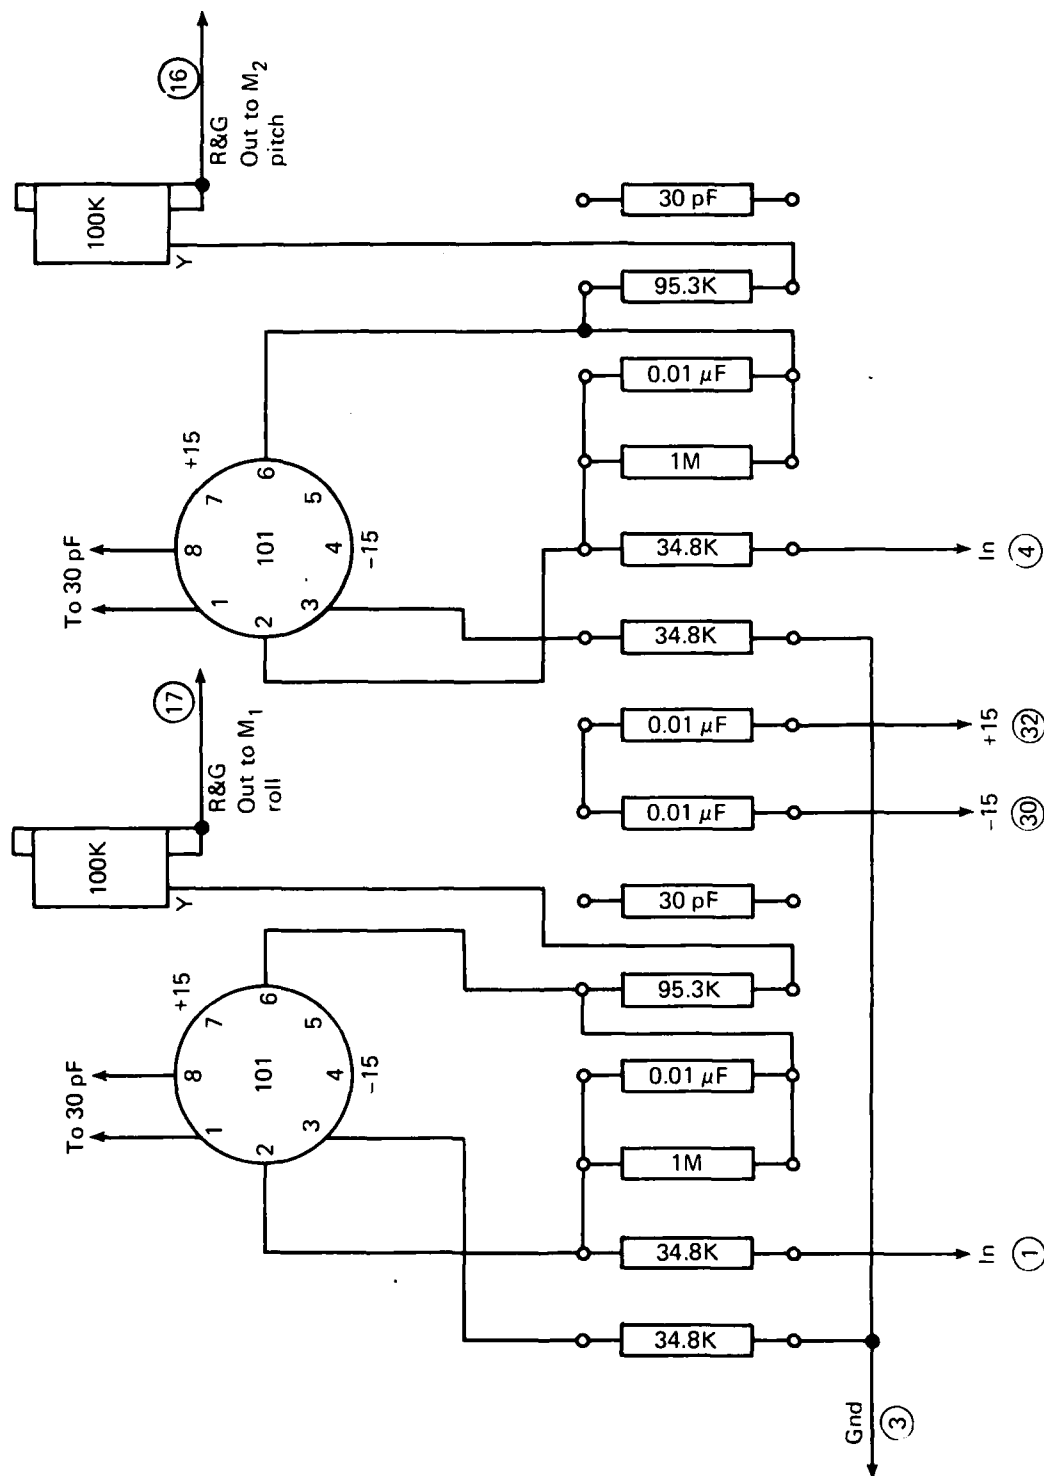 100K
Y
R&G
Out to M2
pitch
16
To 30 pF
+15
1
8
7
6
2
101
5
3
4
-15
30 pF
95.3K
0.01 µF
1M
34.8K
In
4
34.8K
0.01 µF
+15
32
0.01 µF
-15
30
100K
Y
R&G
Out to M1
roll
17
To 30 pF
+15
1
8
7
6
2
101
5
3
4
-15
30 pF
95.3K
0.01 µF
1M
34.8K
In
1
34.8K
Gnd
3